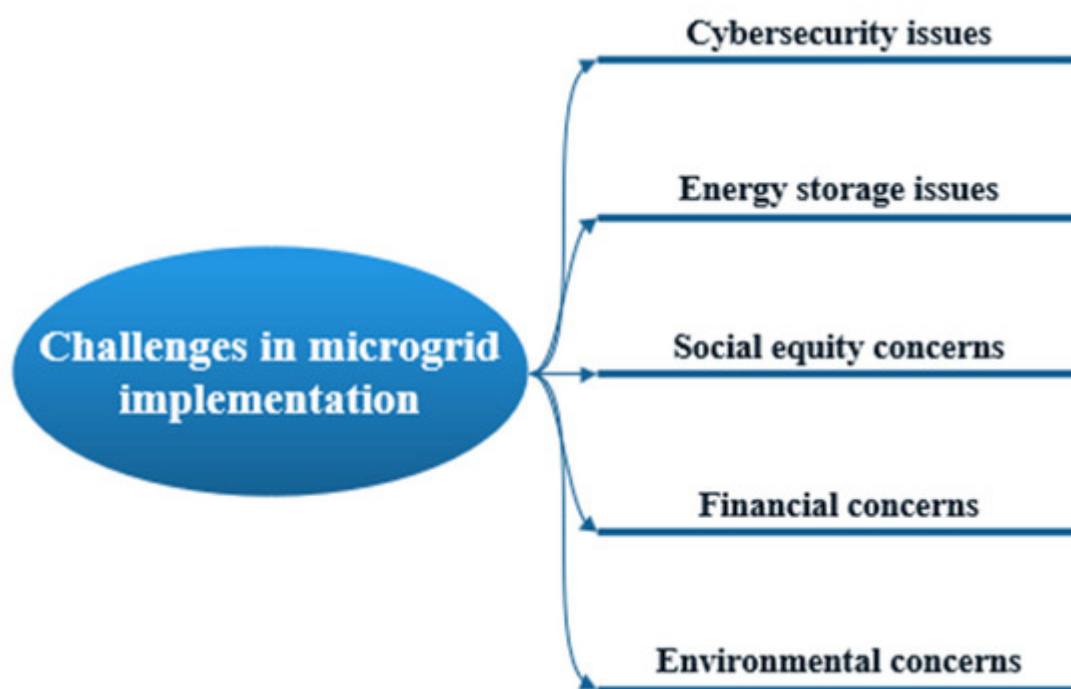 Cybersecurity issues
Energy storage issues
Challenges in microgrid
implementation
Social equity concerns
Financial concerns
Environmental concerns